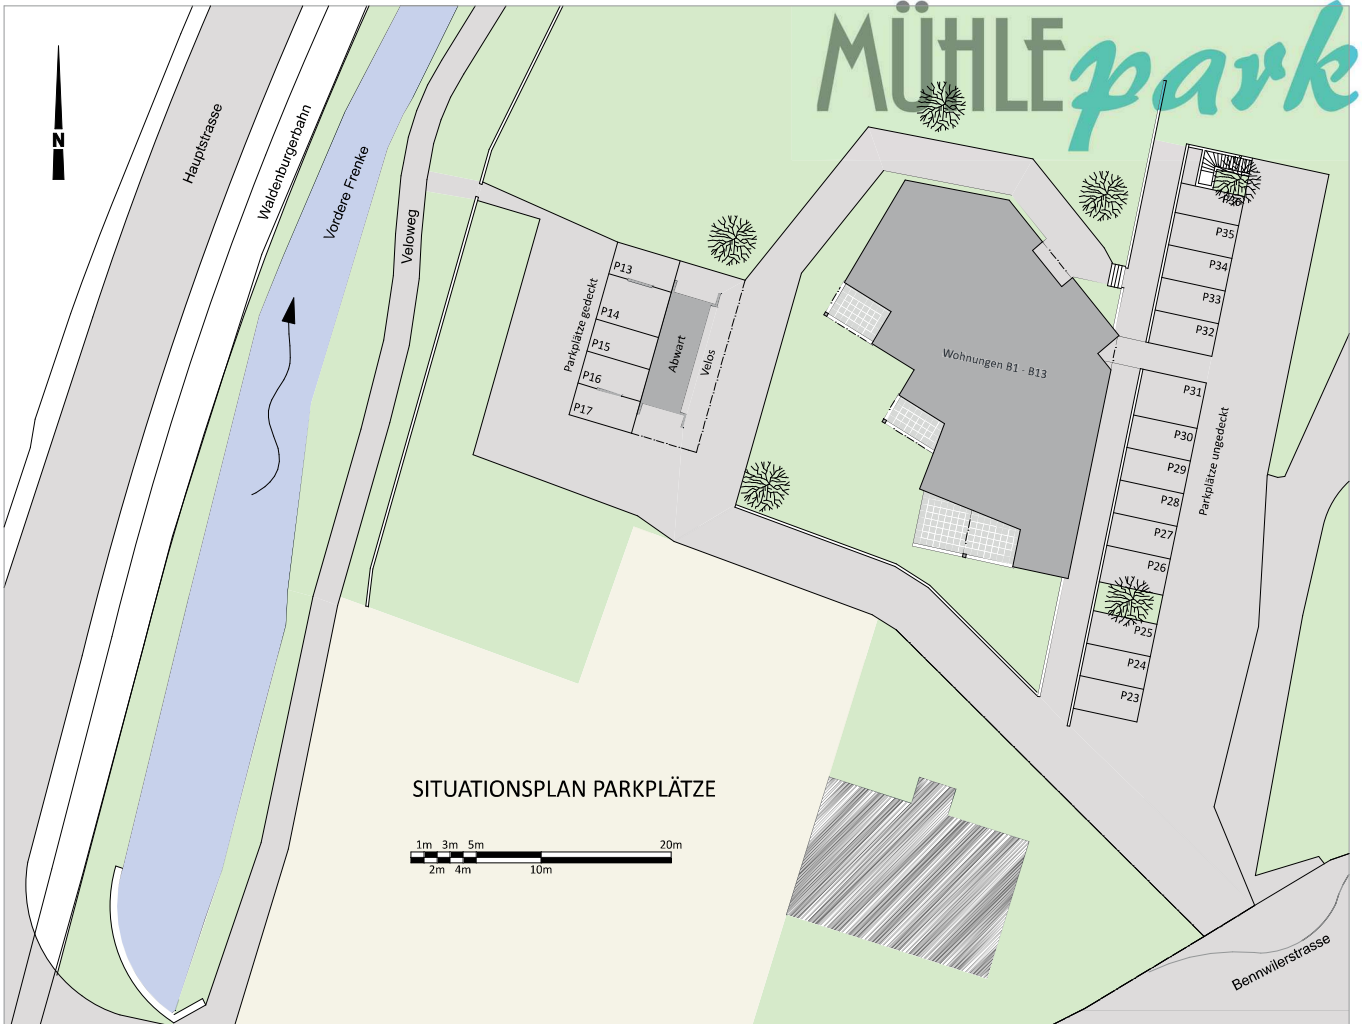 MÜHLE park
N
Hauptstrasse
Waldenburgerbahn
Vordere Frenke
Veloweg
Parkplätze gedeckt
P13
P14
P15
P16
P17
Abwart
Velos
Wohnungen B1 - B13
P36
P35
P34
P33
P32
P31
P30
P29
P28
P27
P26
P25
P24
P23
Parkplätze ungedeckt
SITUATIONSPLAN PARKPLÄTZE
1m 3m 5m 20m
2m 4m 10m
Bennwilerstrasse